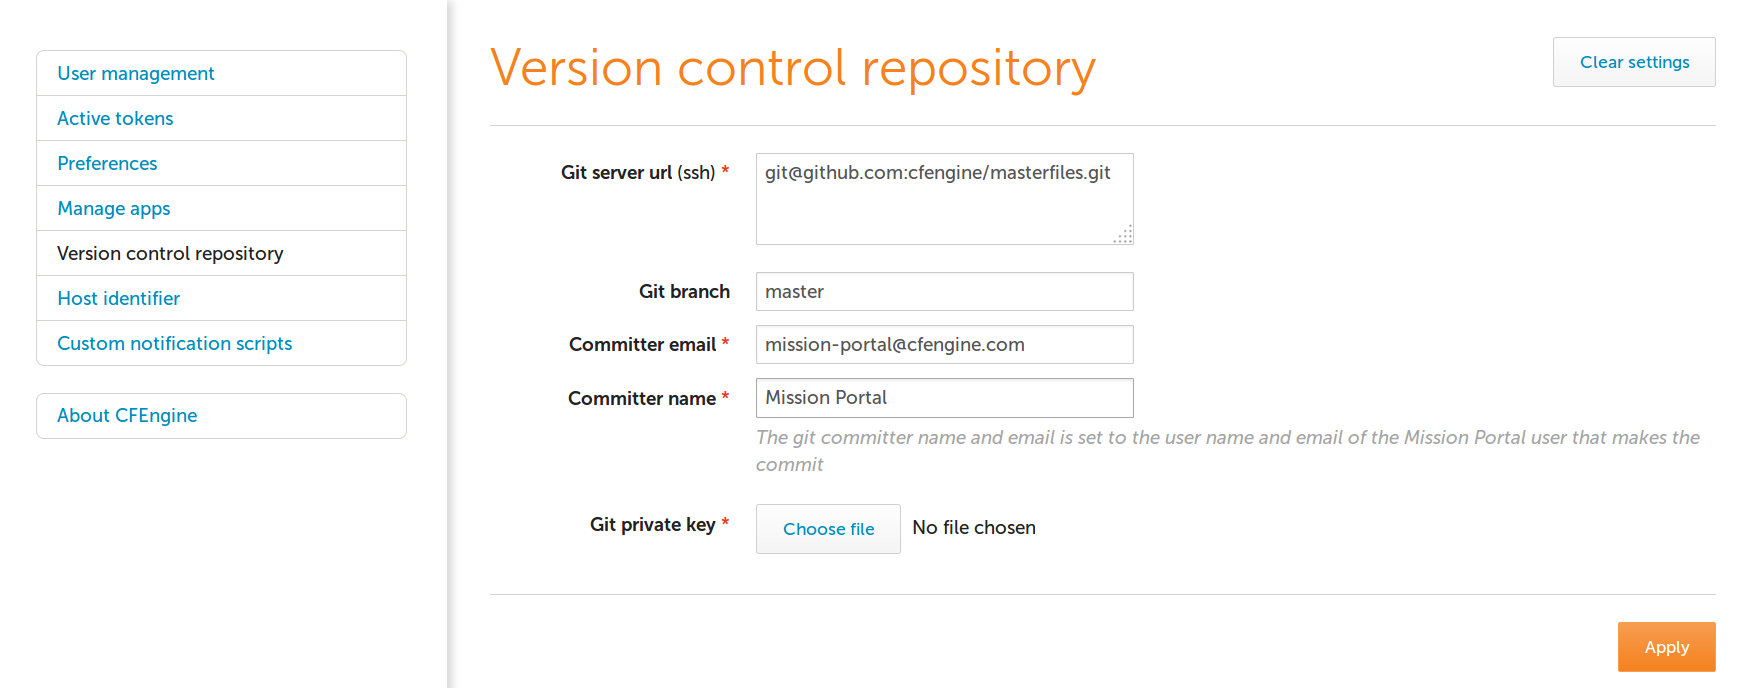 User management
Active tokens
Preferences
Manage apps
Version control repository
Host identifier
Custom notification scripts
About CFEngine
Version control repository
Clear settings
Git server url (ssh) * git@github.com:cfengine/masterfiles.git
Git branch master
Committer email * mission-portal@cfengine.com
Committer name * Mission Portal
The git committer name and email is set to the user name and email of the Mission Portal user that makes the
commit
Git private key * Choose file No file chosen
Apply